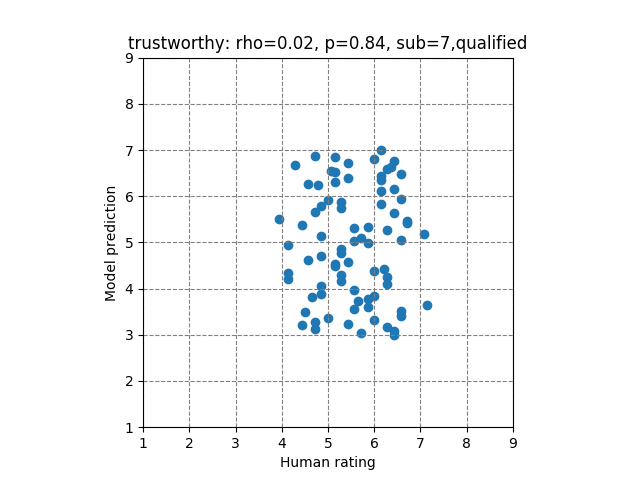 trustworthy: rho=0.02, p=0.84, sub=7,qualified
9
8
7
6
5
4
3
2
1
Model prediction
1 2 3 4 5 6 7 8 9
Human rating